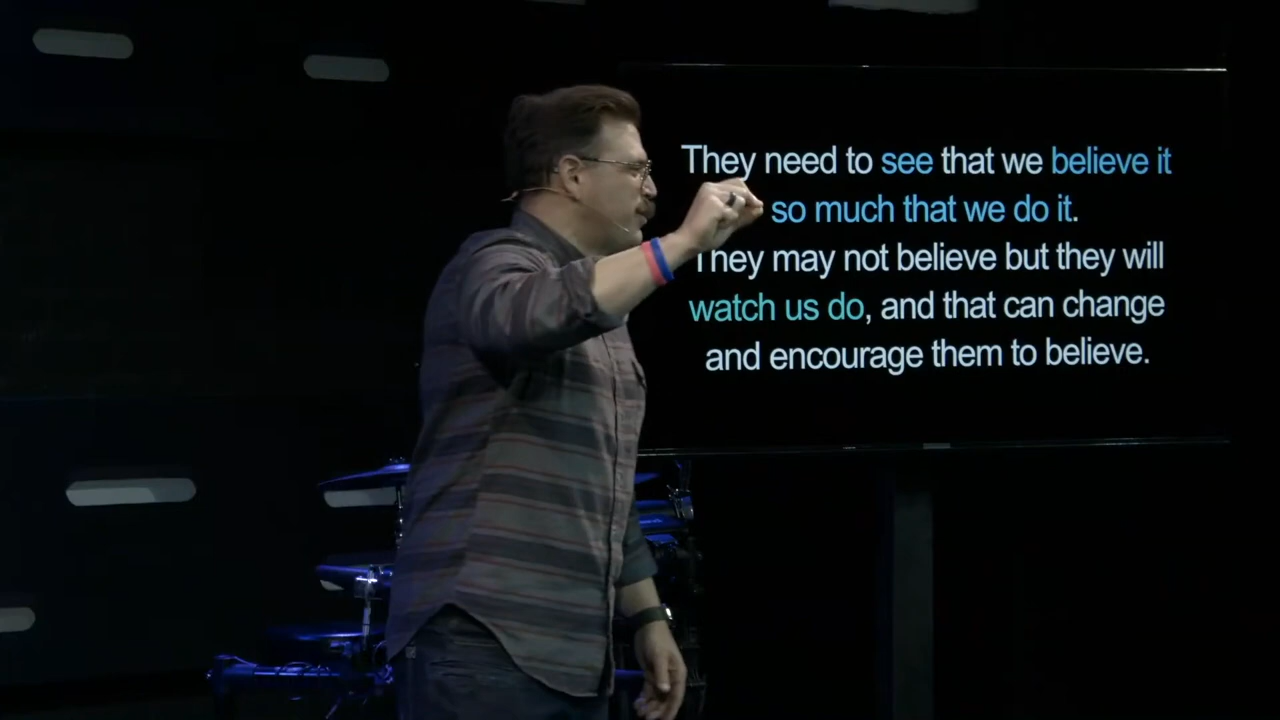 They need to see that we believe it
so much that we do it.
They may not believe but they will
watch us do, and that can change
and encourage them to believe.